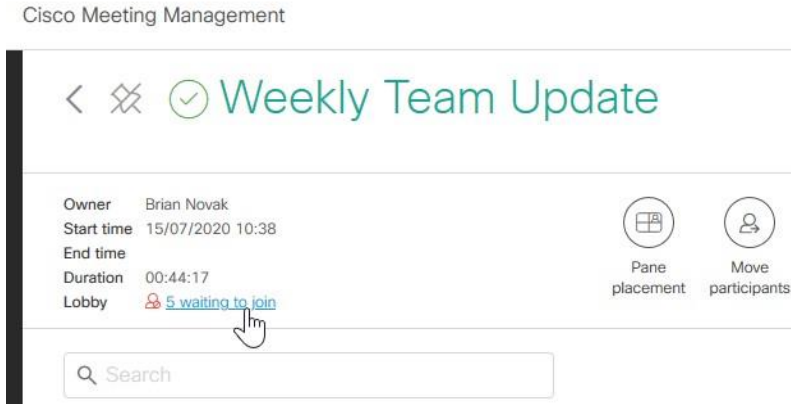 Cisco Meeting Management
Weekly Team Update
Owner Brian Novak
Start time 15/07/2020 10:38
End time
Duration 00:44:17
Lobby 5 waiting to join
Pane placement
Move participants
Search